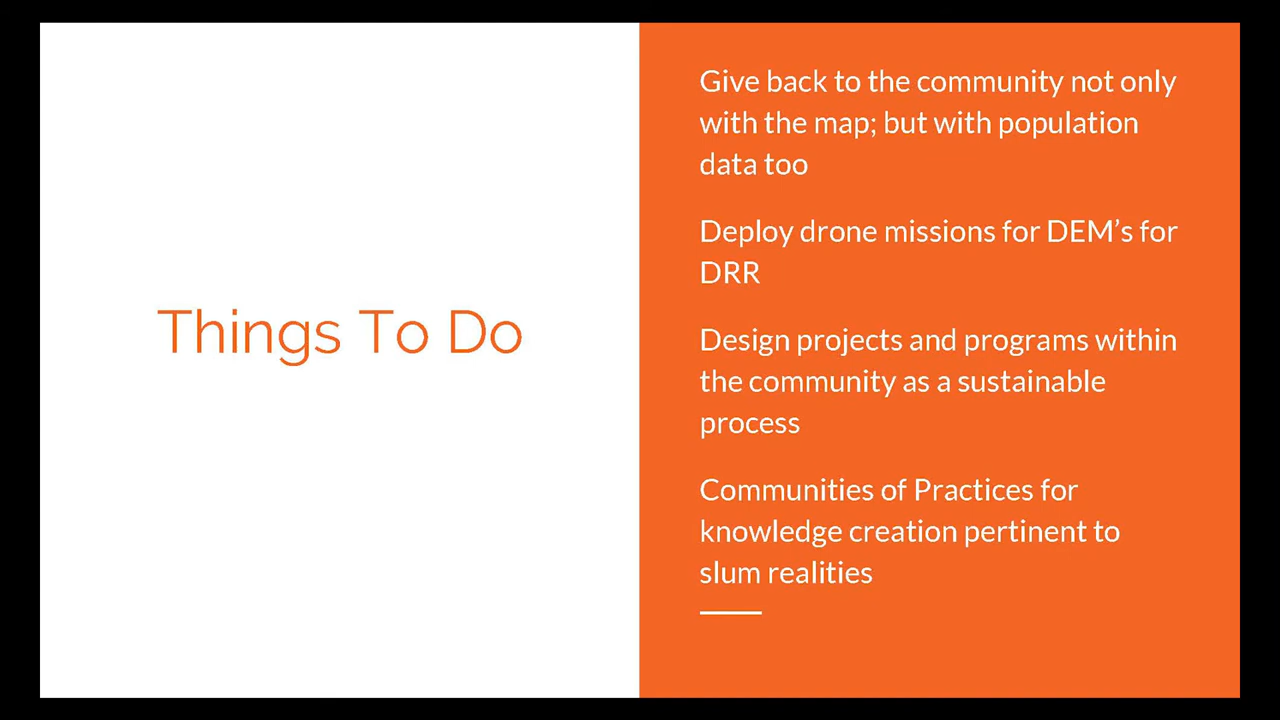 Things To Do
Give back to the community not only
with the map; but with population
data too
Deploy drone missions for DEM’s for
DRR
Design projects and programs within
the community as a sustainable
process
Communities of Practices for
knowledge creation pertinent to
slum realities